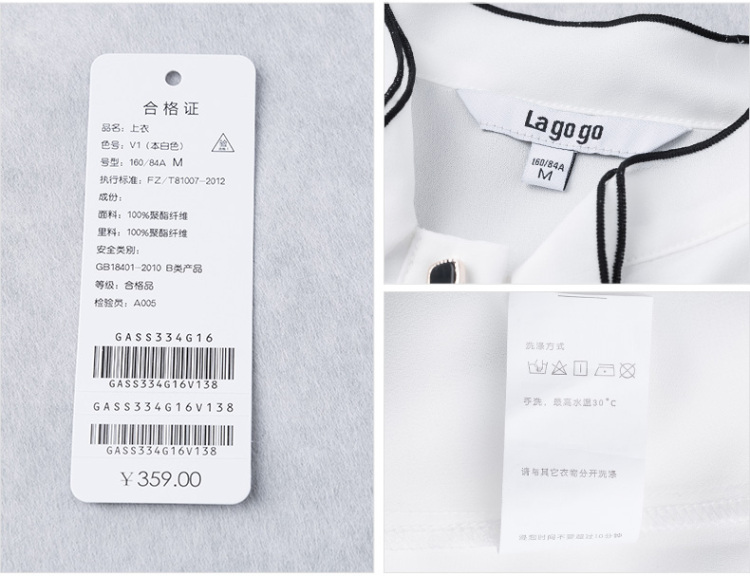 合格证
品名：上衣
色号：V1（本白色）
号型：160/84A M
执行标准：FZ/T81007-2012
成份：
面料：100%聚酯纤维
里料：100%聚酯纤维
安全类别：
GB18401-2010 B类产品
等级：合格品
检验员：A005
GASS334G16
GASS334G16V138
GASS334G16V138
GASS334G16V138
￥359.00
Lagogo
160/84A
M
洗涤方式
手洗，最高水温30°C
请与其它衣物分开洗涤